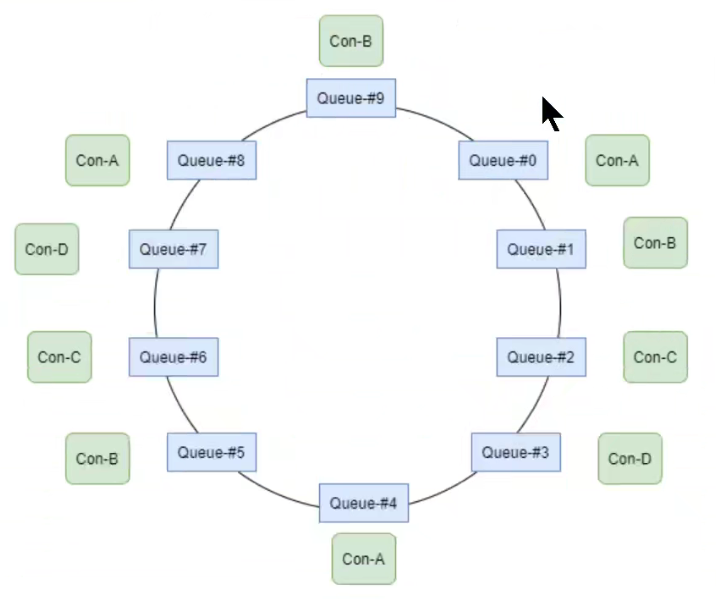 Con-B
Queue-#9
Con-A
Queue-#8
Queue-#0
Con-A
Con-D
Queue-#7
Queue-#1
Con-B
Con-C
Queue-#6
Queue-#2
Con-C
Con-B
Queue-#5
Queue-#3
Con-D
Queue-#4
Con-A